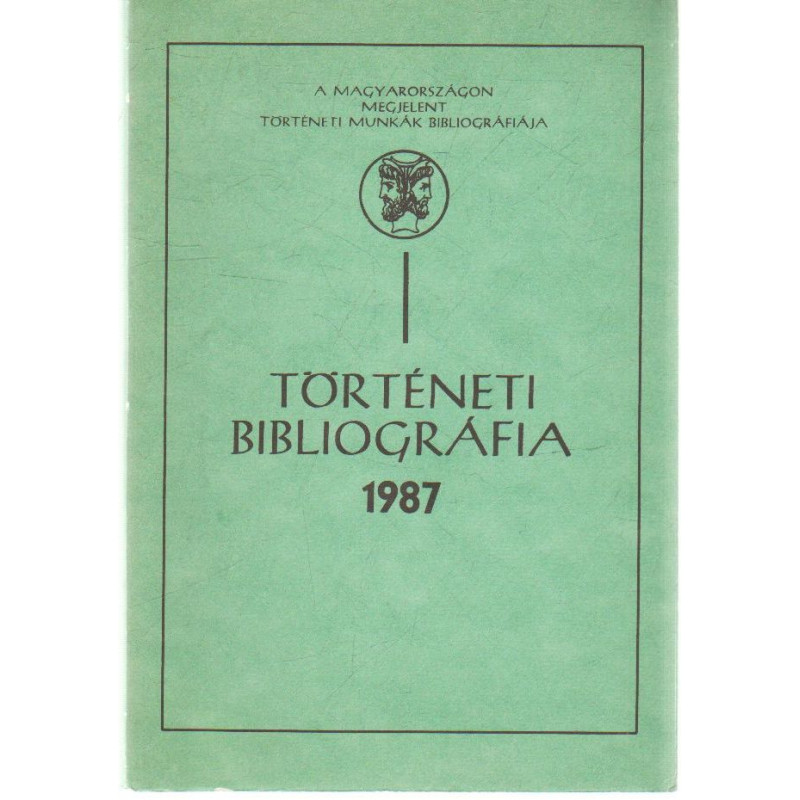 A MAGYARORSZÁGON
MEGJELENT
TÖRTÉNETI MUNKÁK BIBLIOGRÁFIÁJA
TÖRTÉNETI
BIBLIOGRÁFIA
1987